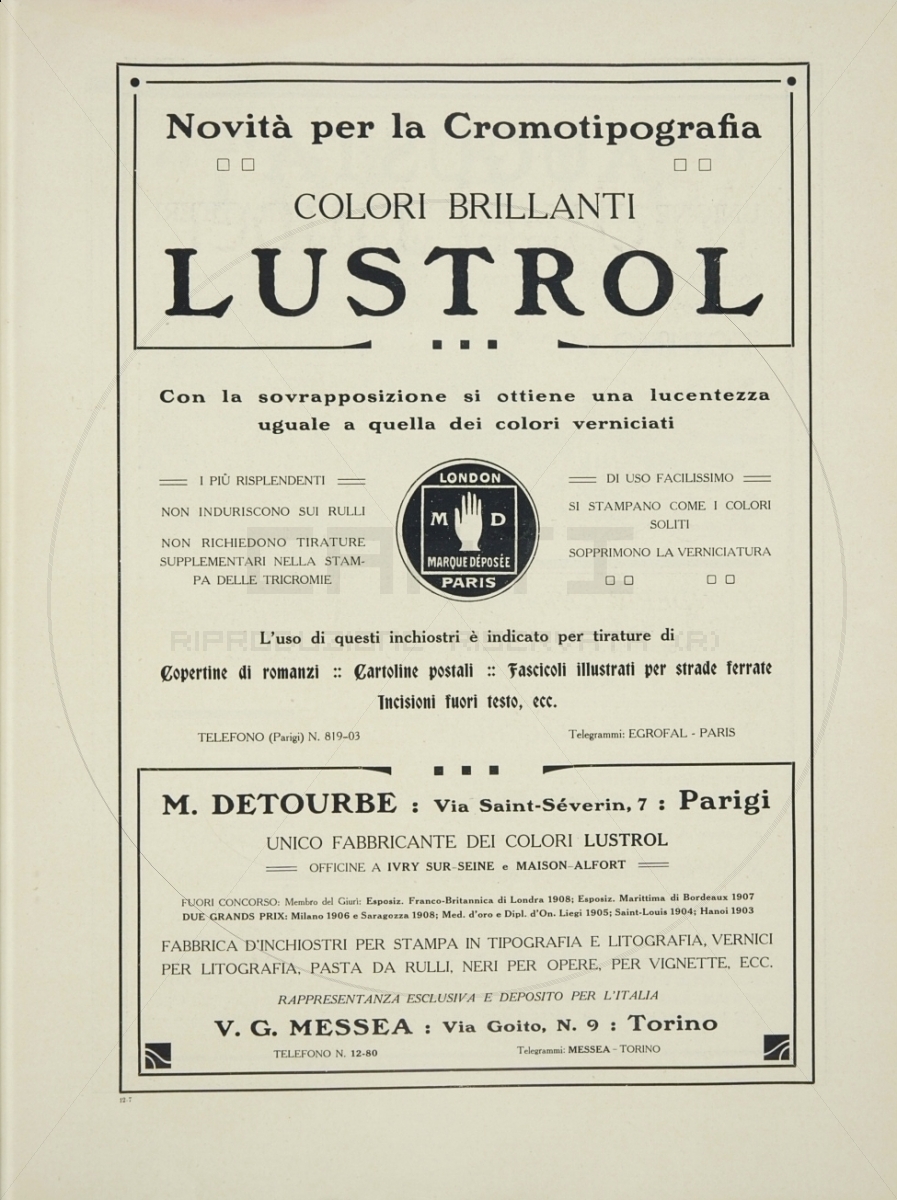 Novità per la Cromotipografia
COLORI BRILLANTI
LUSTROL
Con la sovrapposizione si ottiene una lucentezza
uguale a quella dei colori verniciati
I PIÙ RISPLENDENTI
NON INDURISCONO SUI RULLI
NON RICHIEDONO TIRATURE
SUPPLEMENTARI NELLA STAM-
PA DELLE TRICROMIE
LONDON
M D
MARQUE DÉPOSÉE
PARIS
DI USO FACILISSIMO
SI STAMPANO COME I COLORI
SOLITI
SOPPRIMONO LA VERNICIATURA
RIPRODUZIONE RISERVATA (R)
L'uso di questi inchiostri è indicato per tirature di
Copertine di romanzi :: Cartoline postali :: Fascicoli illustrati per strade ferrate
Incisioni fuori testo, ecc.
TELEFONO (Parigi) N. 819-03
Telegrammi: EGROFAL - PARIS
M. DETOURBE : Via Saint-Séverin, 7 : Parigi
UNICO FABBRICANTE DEI COLORI LUSTROL
OFFICINE A IVRY SUR-SEINE e MAISON-ALFORT
FUORI CONCORSO: Membro del Giurì: Esposiz. Franco-Britannica di Londra 1908; Esposiz. Marittima di Bordeaux 1907
DUE GRANDS PRIX: Milano 1906 e Saragozza 1908; Med. d'oro e Dipl. d'On. Liegi 1905; Saint-Louis 1904; Hanoi 1903
FABBRICA D'INCHIOSTRI PER STAMPA IN TIPOGRAFIA E LITOGRAFIA, VERNICI
PER LITOGRAFIA, PASTA DA RULLI, NERI PER OPERE, PER VIGNETTE, ECC.
RAPPRESENTANZA ESCLUSIVA E DEPOSITO PER L'ITALIA
V. G. MESSEA : Via Goito, N. 9 : Torino
TELEFONO N. 12-80
Telegrammi: MESSEA - TORINO